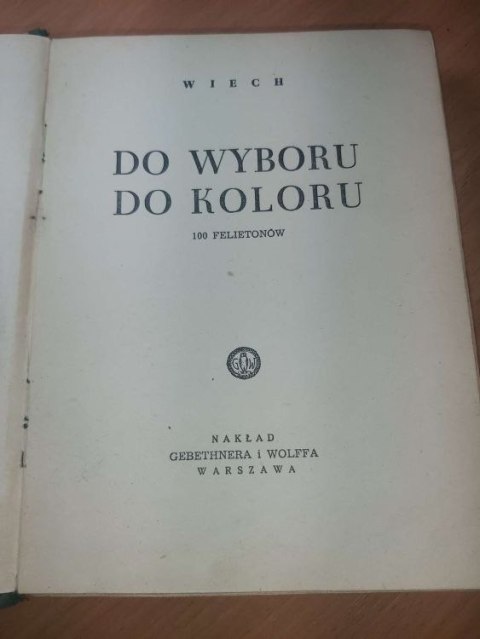 WIECH
DO WYBORU
DO KOLORU
100 FELIETONÓW
G W
NAKŁAD
GEBETHNERA i WOLFFA
WARSZAWA